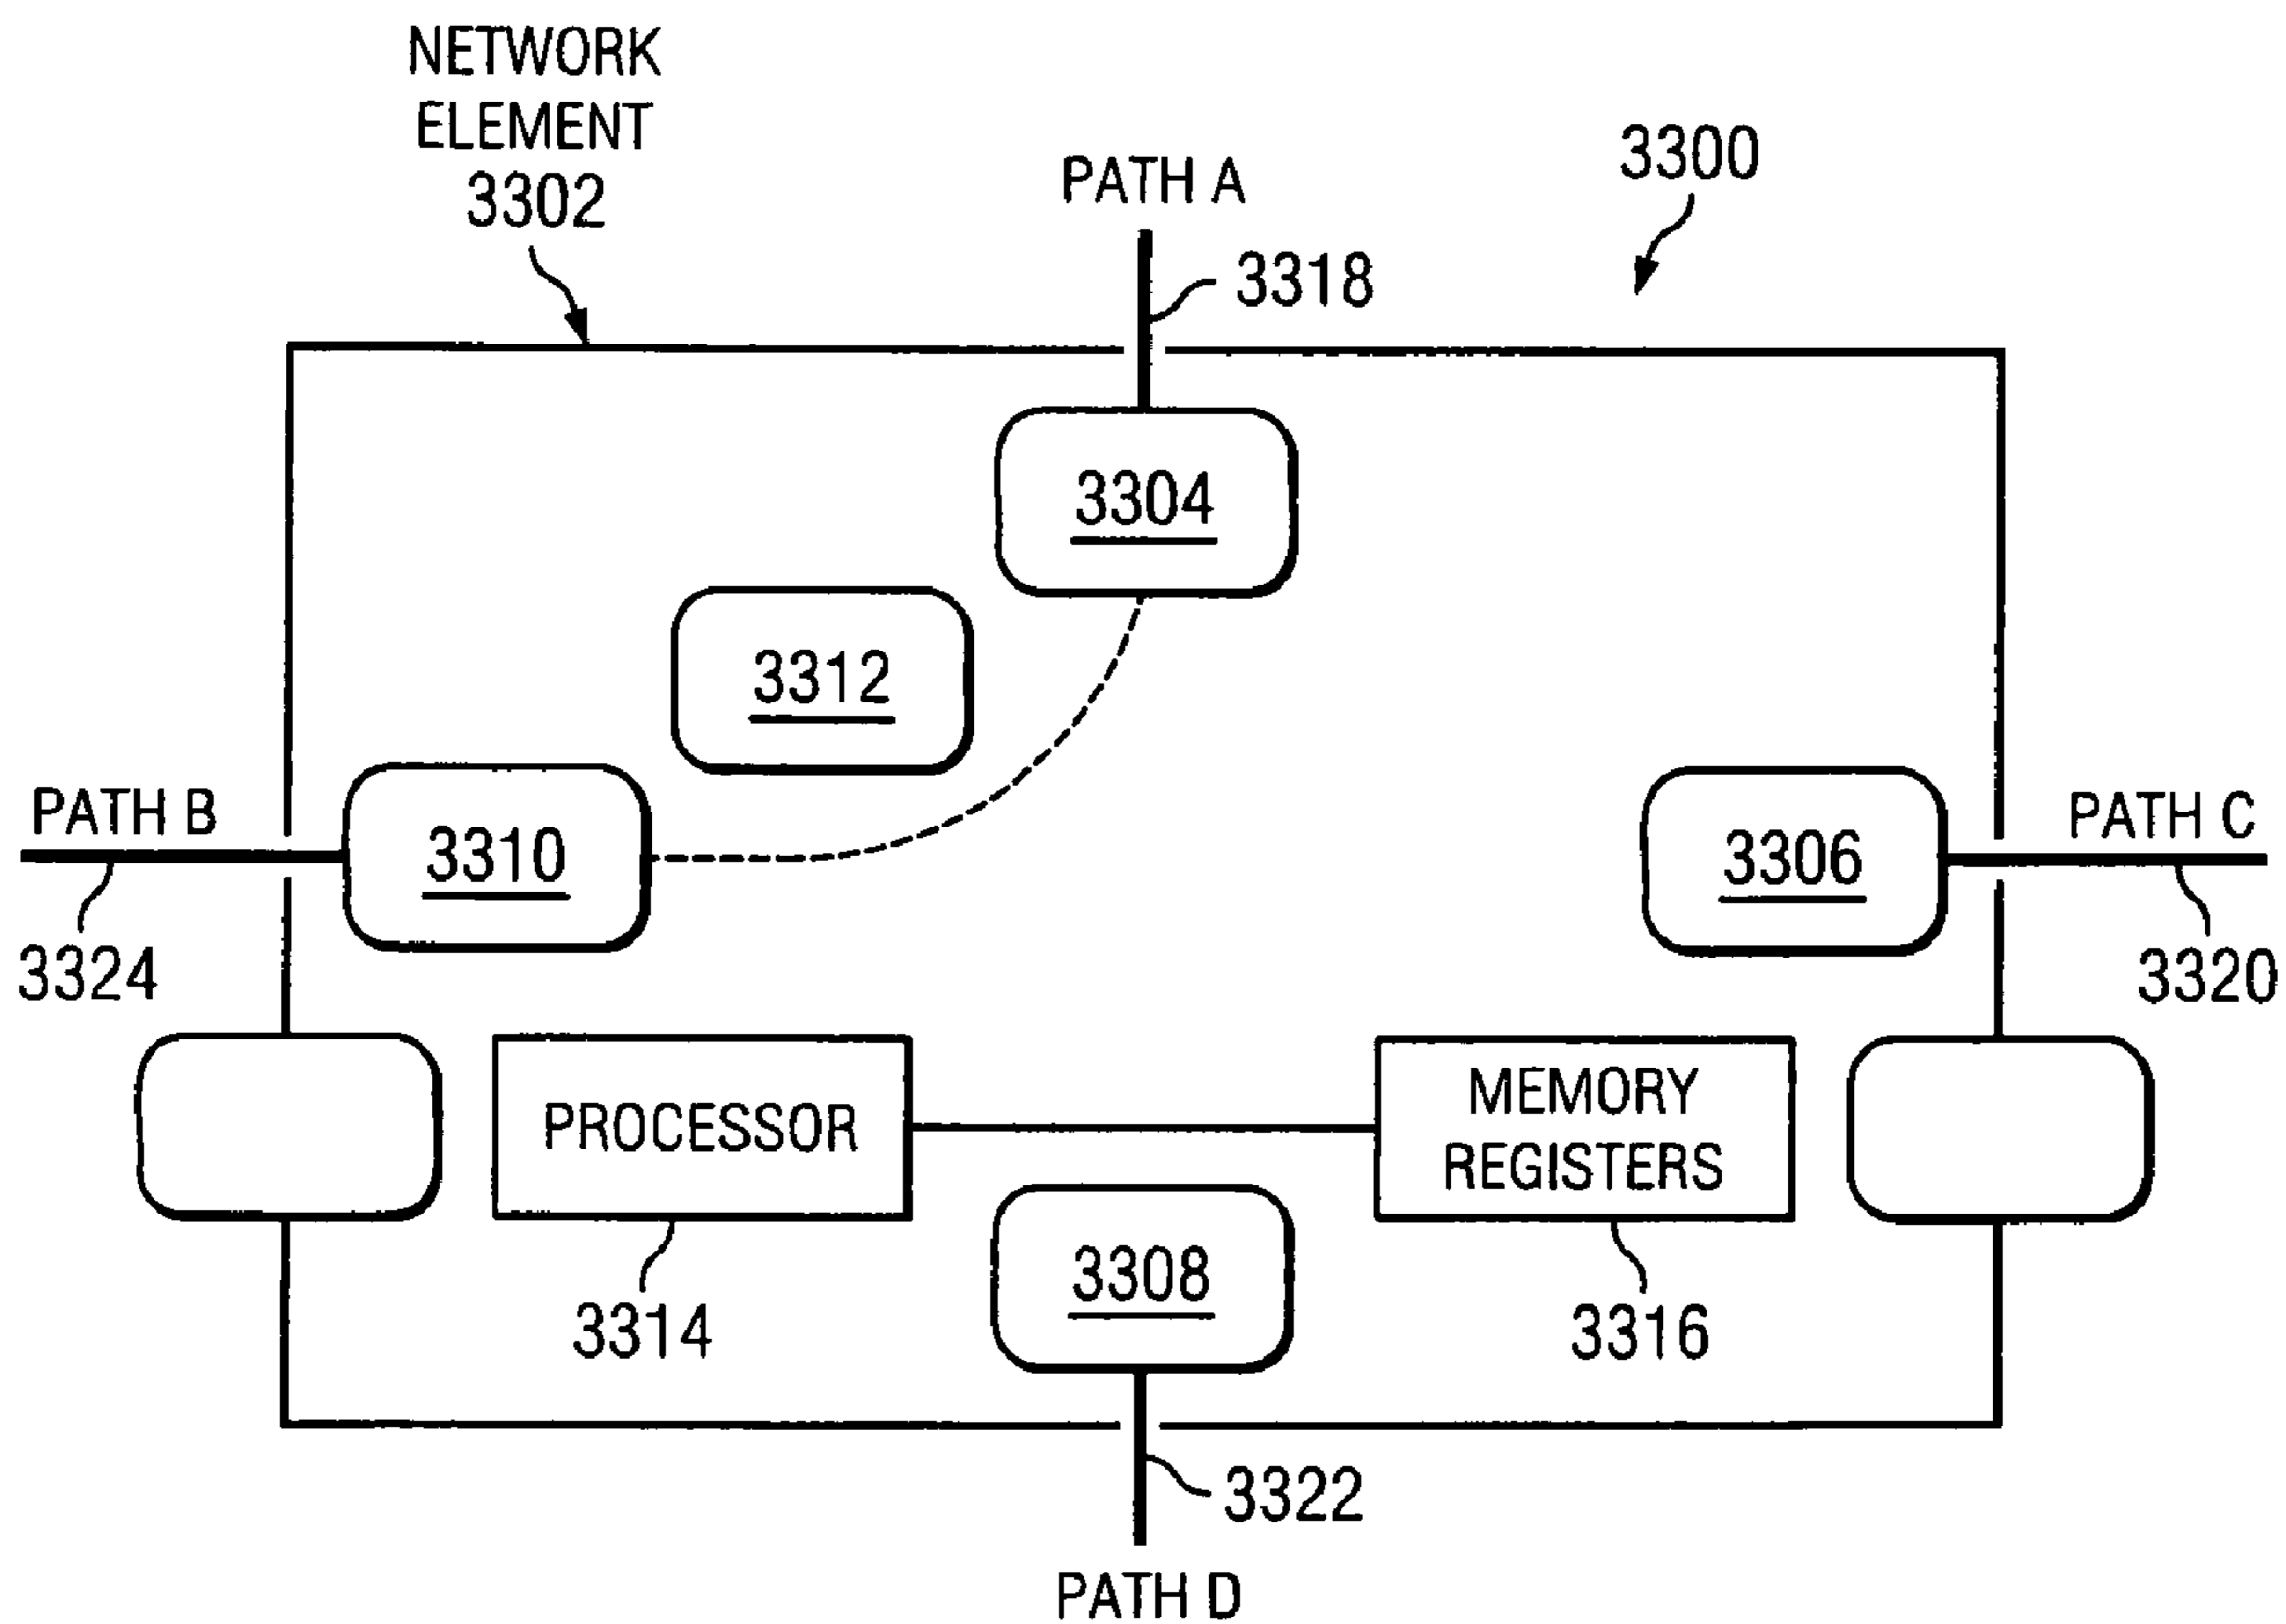 NETWORK
ELEMENT
3302
PATH A
3300
3318
3304
3312
PATH B
3310
3306
PATH C
3324
3320
PROCESSOR
MEMORY
REGISTERS
3308
3314
3316
3322
PATH D